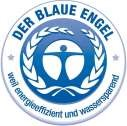 DER BLAUE ENGEL
weil energieeffizient und wassersparend